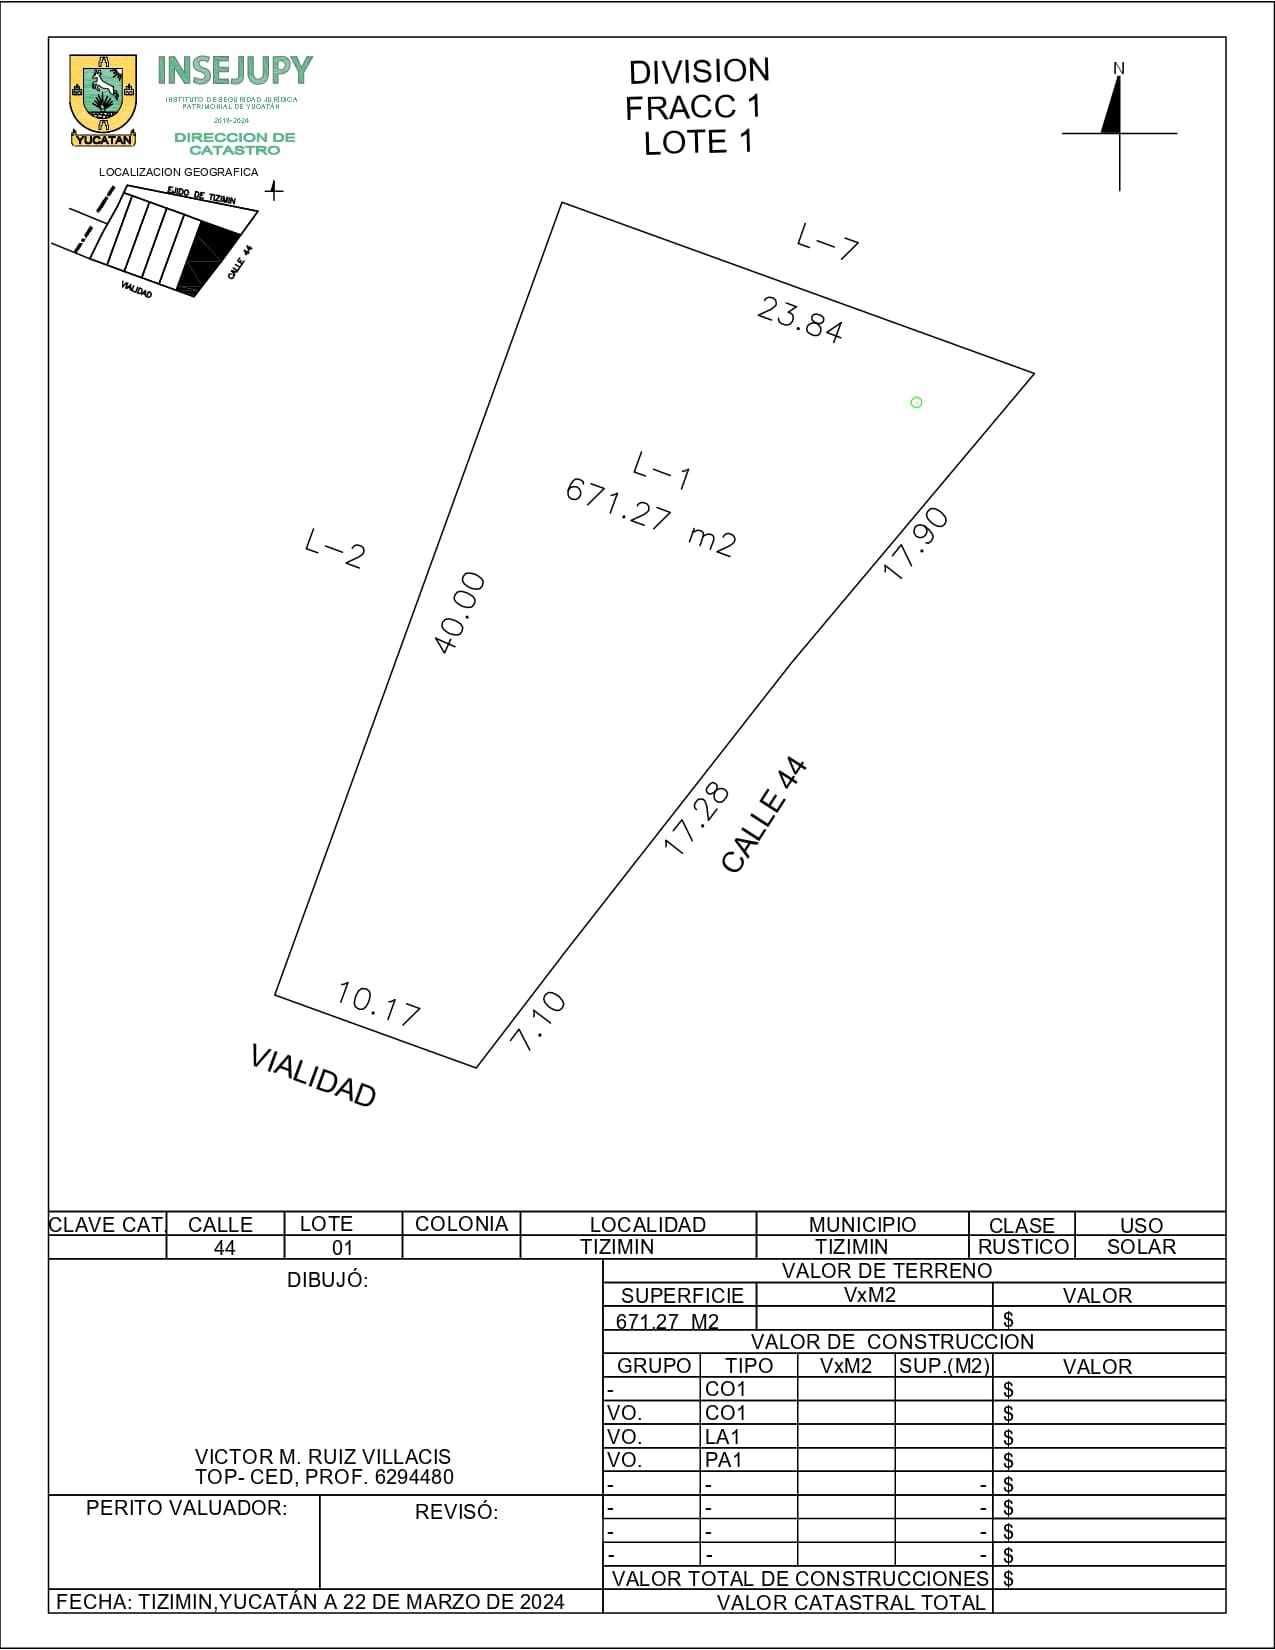 INSEJUPY
INSTITUTO DE SEGURIDAD JURÍDICA
PATRIMONIAL DE YUCATÁN
2018-2024
DIRECCION DE
CATASTRO
YUCATAN
DIVISION
FRACC 1
LOTE 1
N
LOCALIZACION GEOGRAFICA
EJIDO DE TIZIMIN
CALLE 44
VIALIDAD
L-7
23.84
L-1
671.27 m2
L-2
40.00
17.90
17.28
CALLE 44
7.10
10.17
VIALIDAD
CLAVE CAT. CALLE LOTE COLONIA LOCALIDAD MUNICIPIO CLASE USO
44 01 TIZIMIN TIZIMIN RUSTICO SOLAR
DIBUJÓ:
VICTOR M. RUIZ VILLACIS
TOP- CED, PROF. 6294480
PERITO VALUADOR:
REVISÓ:
FECHA: TIZIMIN,YUCATÁN A 22 DE MARZO DE 2024
VALOR DE TERRENO
SUPERFICIE VxM2 VALOR
671.27 M2 $
VALOR DE CONSTRUCCION
GRUPO TIPO VxM2 SUP.(M2) VALOR
- CO1 $
VO. CO1 $
VO. LA1 $
VO. PA1 $
- - - $
- - - $
- - - $
- - - $
VALOR TOTAL DE CONSTRUCCIONES $
VALOR CATASTRAL TOTAL